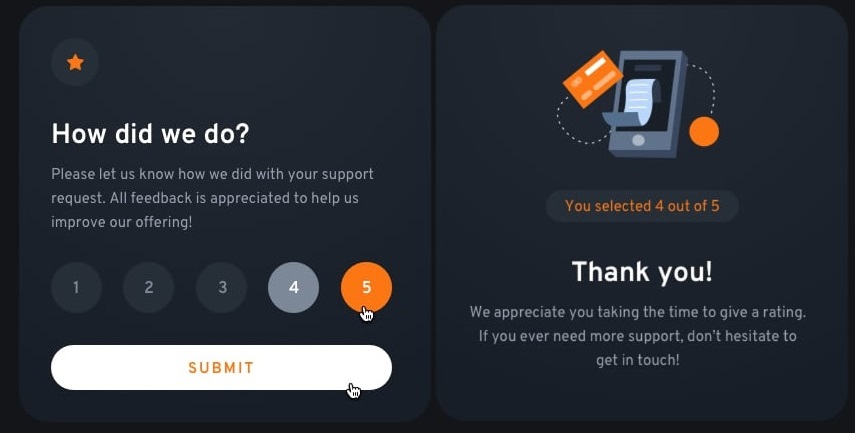 How did we do?
Please let us know how we did with your support
request. All feedback is appreciated to help us
improve our offering!
1 2 3 4 5
SUBMIT
You selected 4 out of 5
Thank you!
We appreciate you taking the time to give a rating.
If you ever need more support, don't hesitate to
get in touch!